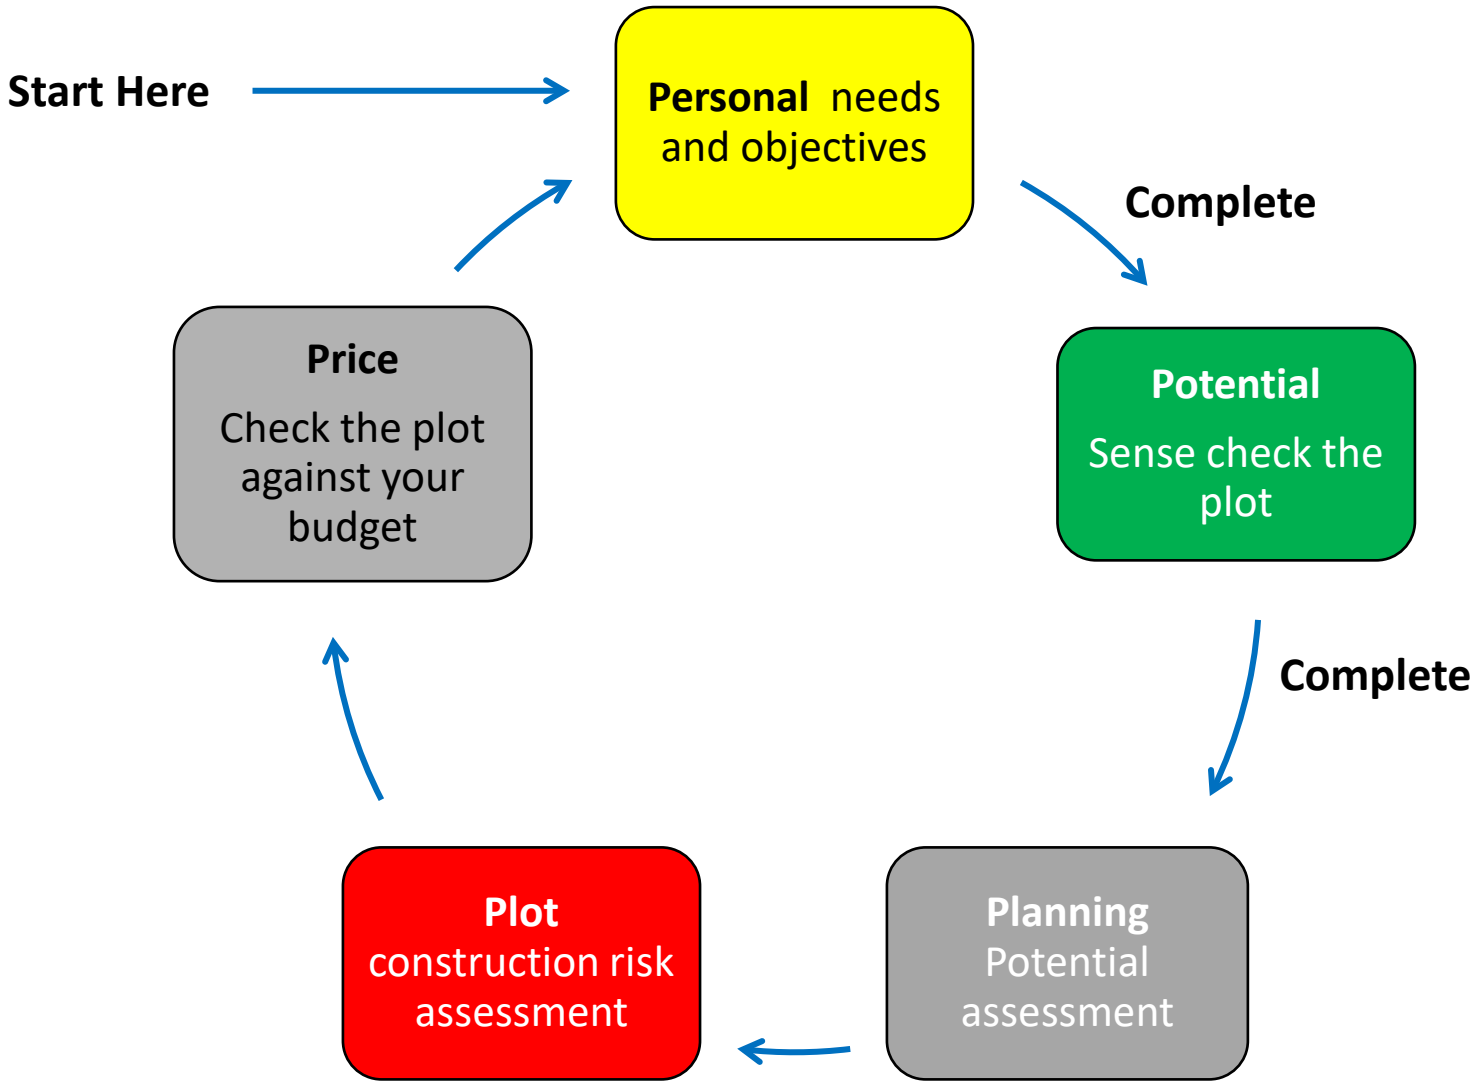 Start Here
Personal needs
and objectives
Complete
Potential
Sense check the
plot
Complete
Planning
Potential
assessment
Plot
construction risk
assessment
Price
Check the plot
against your
budget